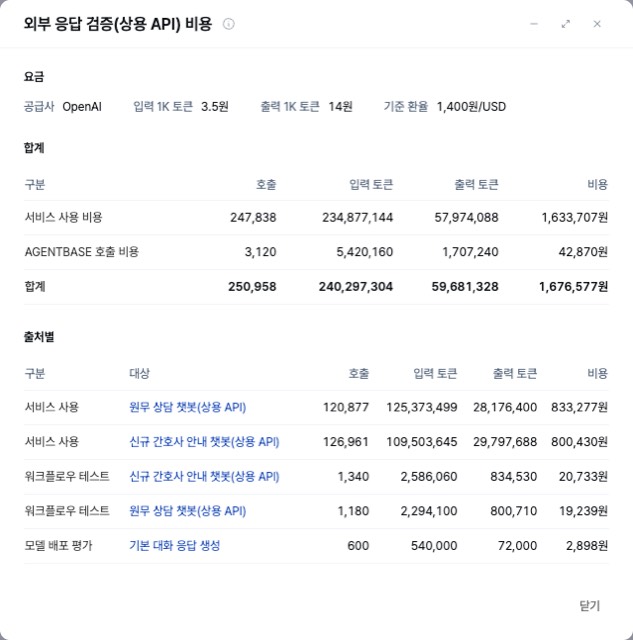 외부 응답 검증(상용 API) 비용
요금
공급사 OpenAI 입력 1K 토큰 3.5원 출력 1K 토큰 14원 기준 환율 1,400원/USD
합계
구분 호출 입력 토큰 출력 토큰 비용
서비스 사용 비용 247,838 234,877,144 57,974,088 1,633,707원
AGENTBASE 호출 비용 3,120 5,420,160 1,707,240 42,870원
합계 250,958 240,297,304 59,681,328 1,676,577원
출처별
구분 대상 호출 입력 토큰 출력 토큰 비용
서비스 사용 원무 상담 챗봇(상용 API) 120,877 125,373,499 28,176,400 833,277원
서비스 사용 신규 간호사 안내 챗봇(상용 API) 126,961 109,503,645 29,797,688 800,430원
워크플로우 테스트 신규 간호사 안내 챗봇(상용 API) 1,340 2,586,060 834,530 20,733원
워크플로우 테스트 원무 상담 챗봇(상용 API) 1,180 2,294,100 800,710 19,239원
모델 배포 평가 기본 대화 응답 생성 600 540,000 72,000 2,898원
닫기